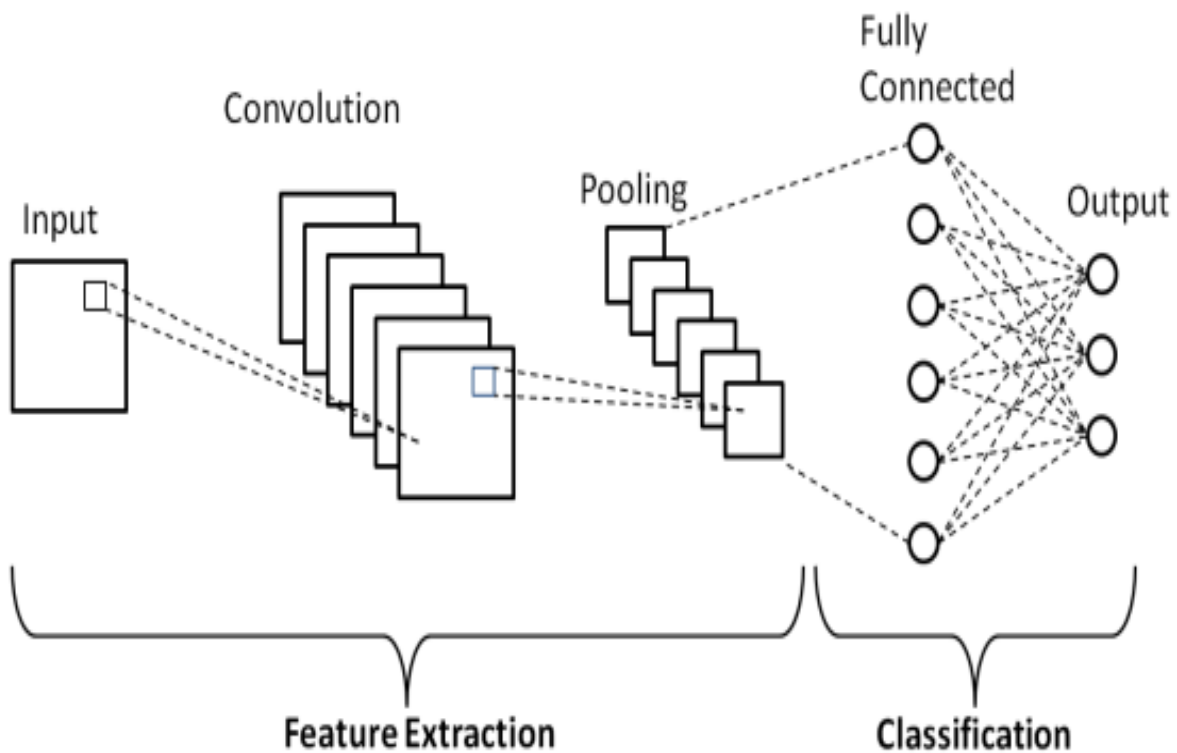 Fully
Connected
Convolution
Pooling
Output
Input
Feature Extraction
Classification